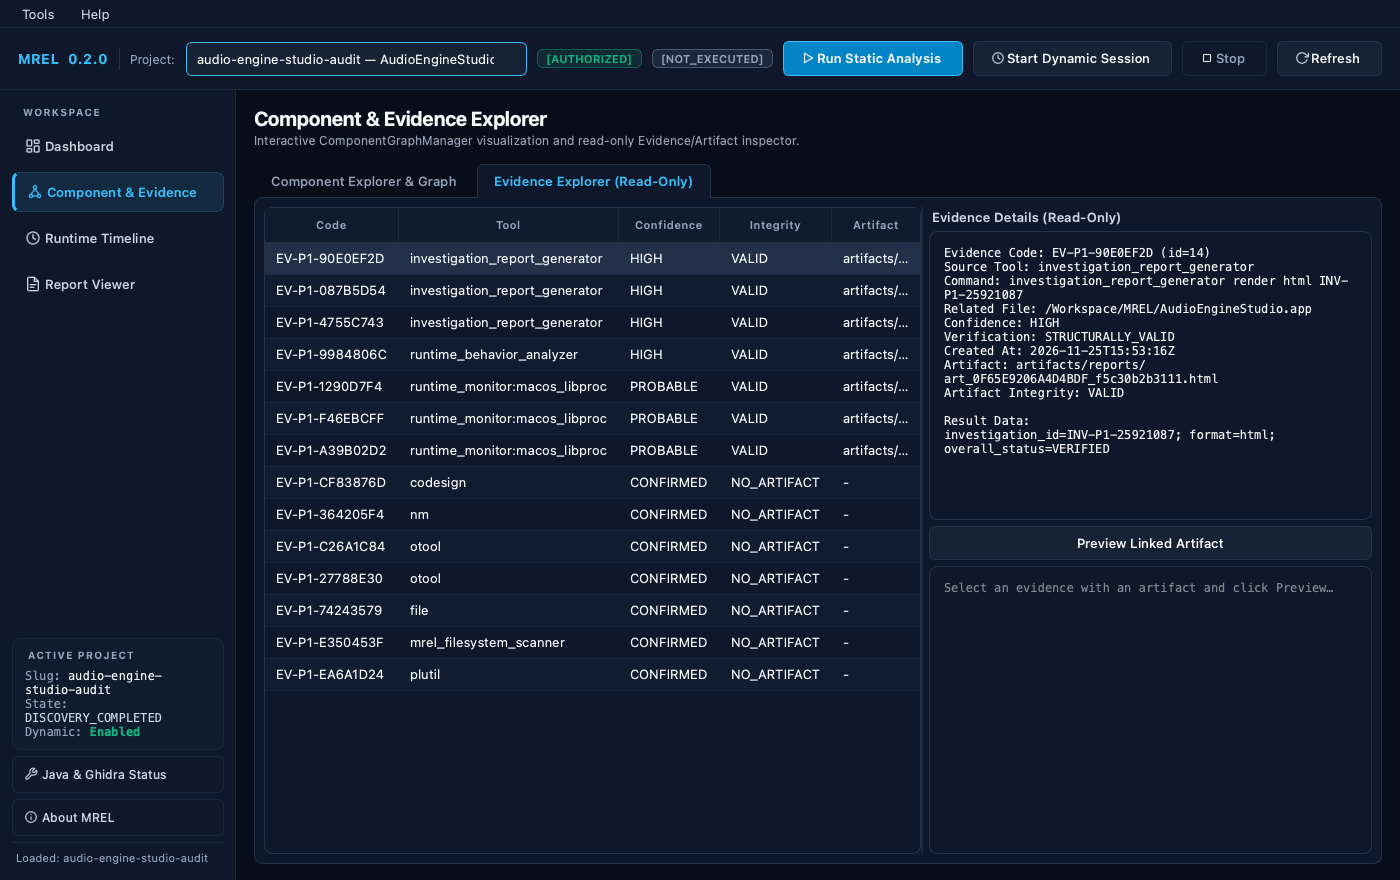 Tools Help
MREL 0.2.0 Project: audio-engine-studio-audit — AudioEngineStudio [AUTHORIZED] [NOT_EXECUTED] Run Static Analysis Start Dynamic Session Stop Refresh
WORKSPACE
Dashboard
Component & Evidence
Runtime Timeline
Report Viewer
ACTIVE PROJECT
Slug: audio-engine-
studio-audit
State:
DISCOVERY_COMPLETED
Dynamic: Enabled
Java & Ghidra Status
About MREL
Loaded: audio-engine-studio-audit
Component & Evidence Explorer
Interactive ComponentGraphManager visualization and read-only Evidence/Artifact inspector.
Component Explorer & Graph Evidence Explorer (Read-Only)
Code Tool Confidence Integrity Artifact
EV-P1-90E0EF2D investigation_report_generator HIGH VALID artifacts/...
EV-P1-087B5D54 investigation_report_generator HIGH VALID artifacts/...
EV-P1-4755C743 investigation_report_generator HIGH VALID artifacts/...
EV-P1-9984806C runtime_behavior_analyzer HIGH VALID artifacts/...
EV-P1-1290D7F4 runtime_monitor:macos_libproc PROBABLE VALID artifacts/...
EV-P1-F46EBCFF runtime_monitor:macos_libproc PROBABLE VALID artifacts/...
EV-P1-A39B02D2 runtime_monitor:macos_libproc PROBABLE VALID artifacts/...
EV-P1-CF83876D codesign CONFIRMED NO_ARTIFACT -
EV-P1-364205F4 nm CONFIRMED NO_ARTIFACT -
EV-P1-C26A1C84 otool CONFIRMED NO_ARTIFACT -
EV-P1-27788E30 otool CONFIRMED NO_ARTIFACT -
EV-P1-74243579 file CONFIRMED NO_ARTIFACT -
EV-P1-E350453F mrel_filesystem_scanner CONFIRMED NO_ARTIFACT -
EV-P1-EA6A1D24 plutil CONFIRMED NO_ARTIFACT -
Evidence Details (Read-Only)
Evidence Code: EV-P1-90E0EF2D (id=14)
Source Tool: investigation_report_generator
Command: investigation_report_generator render html INV-
P1-25921087
Related File: /Workspace/MREL/AudioEngineStudio.app
Confidence: HIGH
Verification: STRUCTURALLY_VALID
Created At: 2026-11-25T15:53:16Z
Artifact: artifacts/reports/
art_0F65E9206A4D4BDF_f5c30b2b3111.html
Artifact Integrity: VALID
Result Data:
investigation_id=INV-P1-25921087; format=html;
overall_status=VERIFIED
Preview Linked Artifact
Select an evidence with an artifact and click Preview…